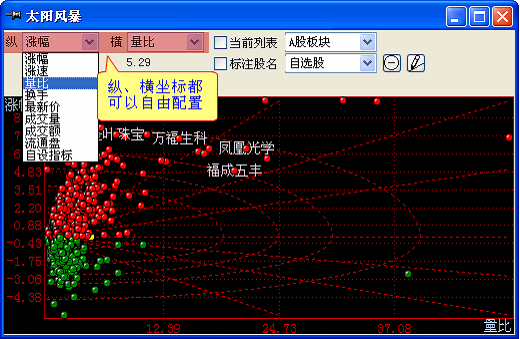 太阳风暴
纵 涨幅 横 量比 当前列表 A股板块
5.29 标注股名 自选股
涨幅
涨速
量比
换手
最新价
成交量
成交额
流通盘
自设指标
纵、横坐标都
可以自由配置
叶珠宝 万福生科
凤凰光学
福成五丰
4.83
3.51
2.19
0.88
-0.43
-1.75
-3.08
-4.38
12.39 24.73 37.08 量比